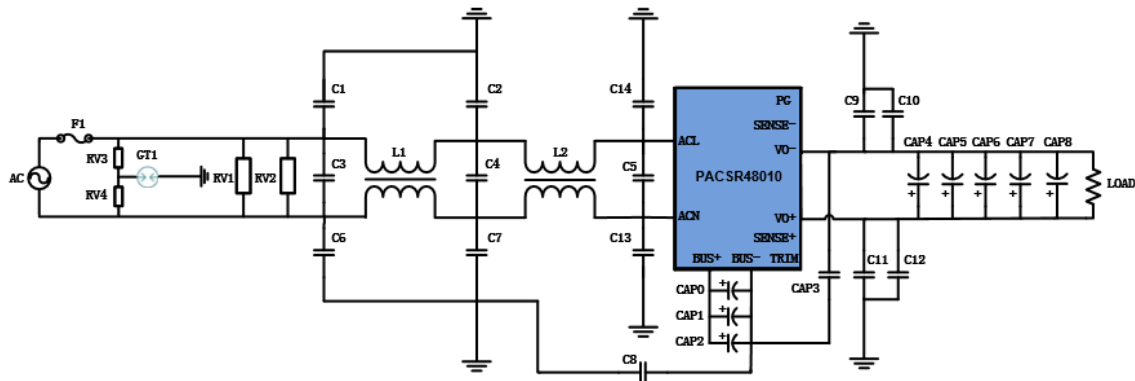 C1
C2
C14
PG
C9
C10
F1
SENSE-
CAP4
CAP5
CAP6
CAP7
CAP8
RV3
GT1
L1
L2
ACL
VO-
AC
C3
C4
C5
PACSR48010
LOAD
RV1
RV2
RV4
ACN
VO+
C6
C7
C13
SENSE+
BUS+
BUS-
TRIM
C11
C12
CAP0
+
CAP3
CAP1
+
CAP2
+
C8
+
+
+
+
+